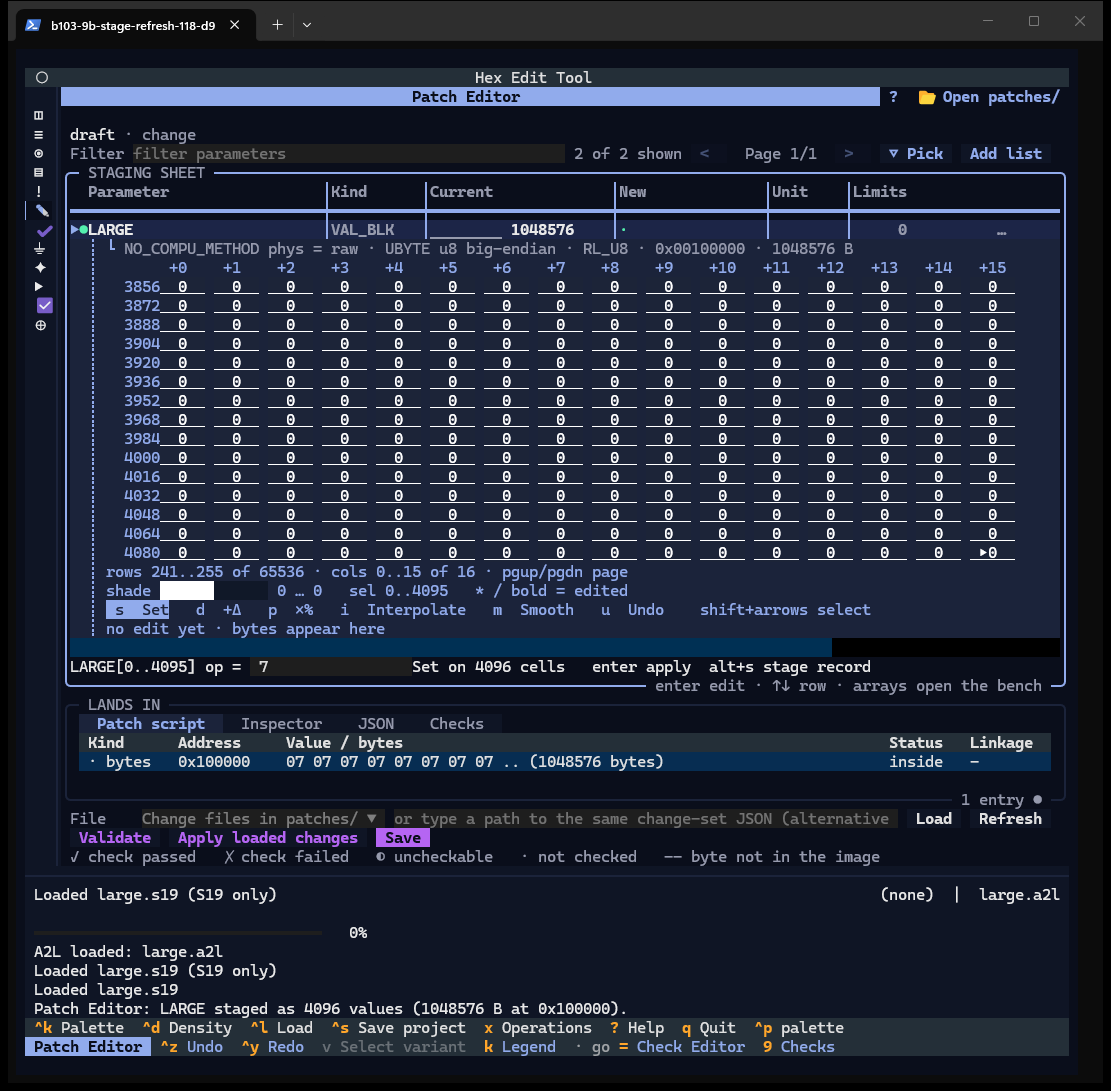 b103-9b-stage-refresh-118-d9
Hex Edit Tool
Patch Editor ? Open patches/
draft · change
Filter filter parameters 2 of 2 shown < Page 1/1 > ▼ Pick Add list
STAGING SHEET
Parameter Kind Current New Unit Limits
▶●LARGE VAL_BLK ________ 1048576 · 0 …
└ NO_COMPU_METHOD phys = raw · UBYTE u8 big-endian · RL_U8 · 0x00100000 · 1048576 B
+0 +1 +2 +3 +4 +5 +6 +7 +8 +9 +10 +11 +12 +13 +14 +15
3856 0 0 0 0 0 0 0 0 0 0 0 0 0 0 0 0
3872 0 0 0 0 0 0 0 0 0 0 0 0 0 0 0 0
3888 0 0 0 0 0 0 0 0 0 0 0 0 0 0 0 0
3904 0 0 0 0 0 0 0 0 0 0 0 0 0 0 0 0
3920 0 0 0 0 0 0 0 0 0 0 0 0 0 0 0 0
3936 0 0 0 0 0 0 0 0 0 0 0 0 0 0 0 0
3952 0 0 0 0 0 0 0 0 0 0 0 0 0 0 0 0
3968 0 0 0 0 0 0 0 0 0 0 0 0 0 0 0 0
3984 0 0 0 0 0 0 0 0 0 0 0 0 0 0 0 0
4000 0 0 0 0 0 0 0 0 0 0 0 0 0 0 0 0
4016 0 0 0 0 0 0 0 0 0 0 0 0 0 0 0 0
4032 0 0 0 0 0 0 0 0 0 0 0 0 0 0 0 0
4048 0 0 0 0 0 0 0 0 0 0 0 0 0 0 0 0
4064 0 0 0 0 0 0 0 0 0 0 0 0 0 0 0 0
4080 0 0 0 0 0 0 0 0 0 0 0 0 0 0 0 ▶0
rows 241..255 of 65536 · cols 0..15 of 16 · pgup/pgdn page
shade 0 … 0 sel 0..4095 * / bold = edited
s Set d +Δ p ×% i Interpolate m Smooth u Undo shift+arrows select
no edit yet · bytes appear here
LARGE[0..4095] op = 7 Set on 4096 cells enter apply alt+s stage record
enter edit · ↑↓ row · arrays open the bench
LANDS IN
Patch script Inspector JSON Checks
Kind Address Value / bytes Status Linkage
· bytes 0x100000 07 07 07 07 07 07 07 07 .. (1048576 bytes) inside —
1 entry ●
File Change files in patches/ ▼ or type a path to the same change-set JSON (alternative Load Refresh
Validate Apply loaded changes Save
✓ check passed ✗ check failed ◐ uncheckable · not checked —— byte not in the image
Loaded large.s19 (S19 only) (none) | large.a2l
0%
A2L loaded: large.a2l
Loaded large.s19 (S19 only)
Loaded large.s19
Patch Editor: LARGE staged as 4096 values (1048576 B at 0x100000).
^k Palette ^d Density ^l Load ^s Save project x Operations ? Help q Quit ^p palette
Patch Editor ^z Undo ^y Redo v Select variant k Legend · go = Check Editor 9 Checks